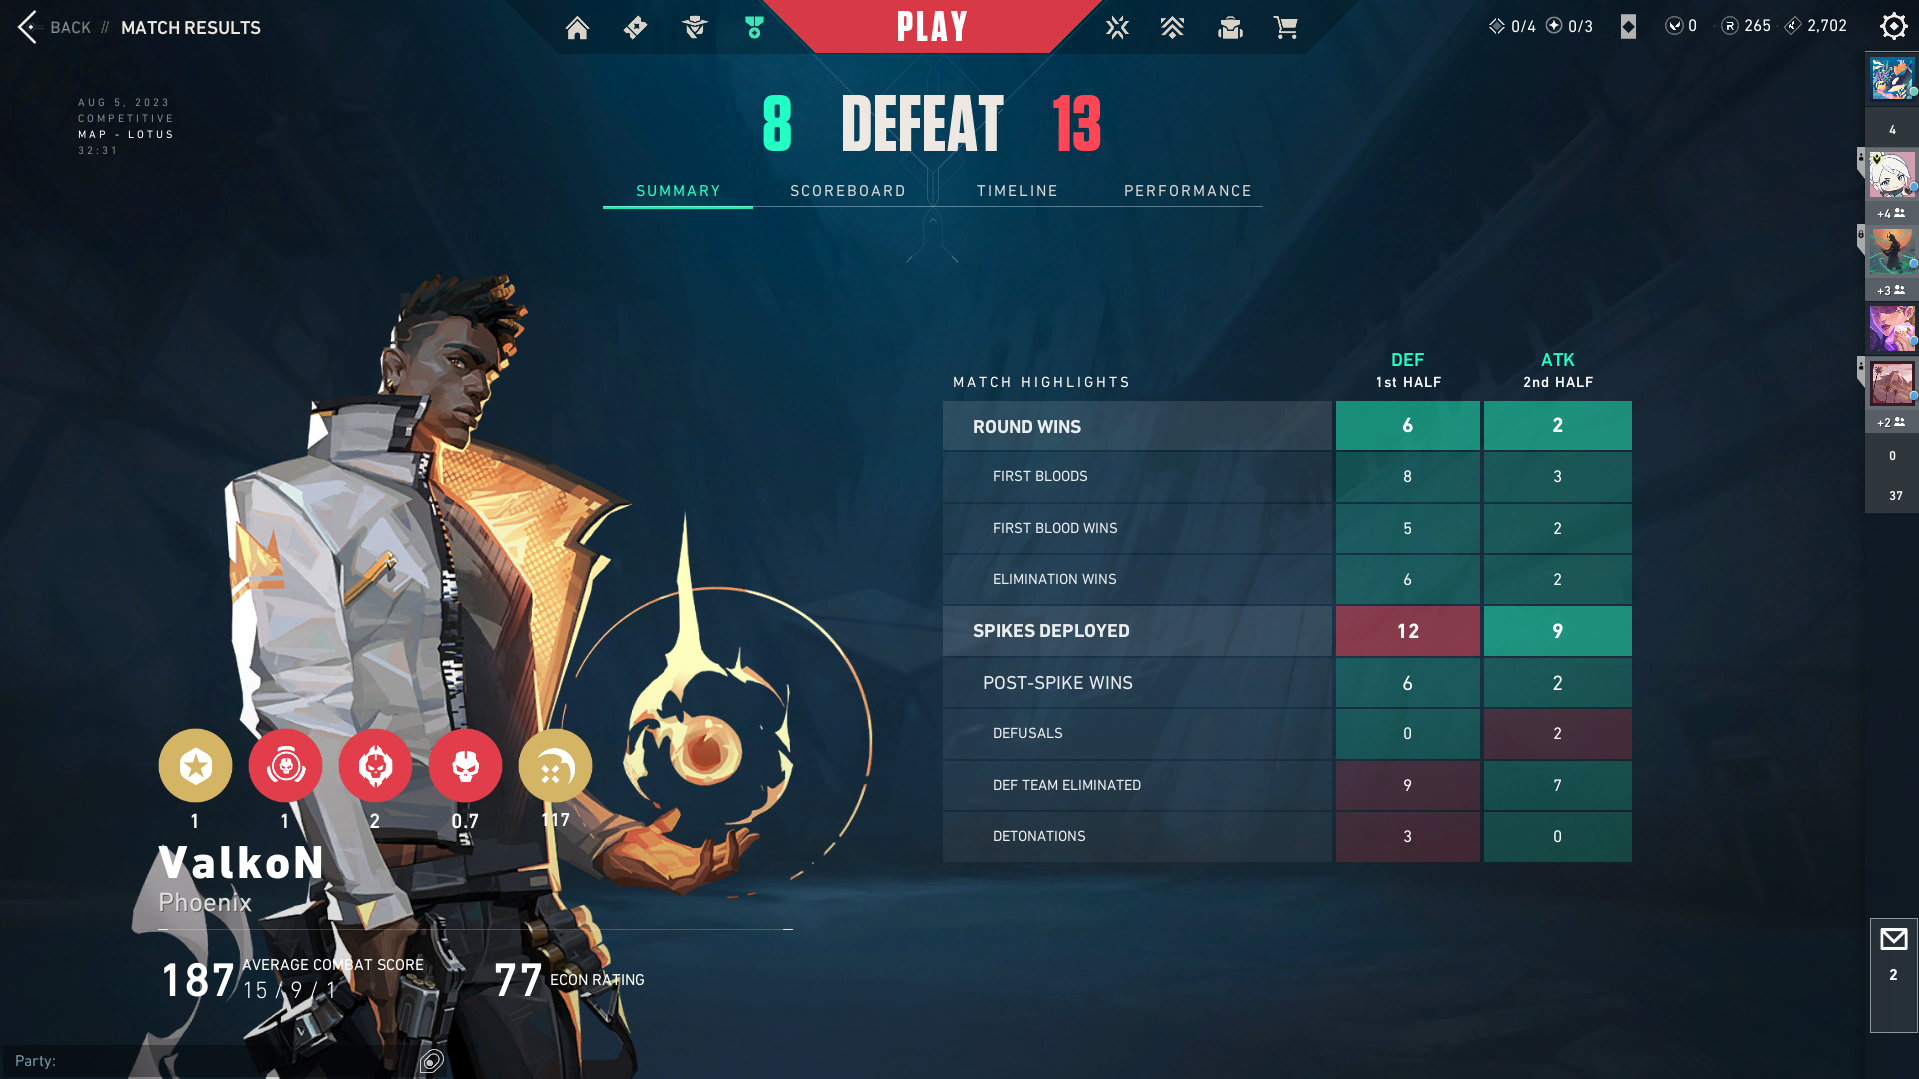 BACK // MATCH RESULTS
PLAY
0/4 0/3 0 265 2,702
AUG 5, 2023
COMPETITIVE
MAP - LOTUS
32:31
8 DEFEAT 13
SUMMARY SCOREBOARD TIMELINE PERFORMANCE
4
+4
+3
+2
0
37
DEF ATK
MATCH HIGHLIGHTS 1st HALF 2nd HALF
ROUND WINS 6 2
FIRST BLOODS 8 3
FIRST BLOOD WINS 5 2
ELIMINATION WINS 6 2
SPIKES DEPLOYED 12 9
POST-SPIKE WINS 6 2
DEFUSALS 0 2
DEF TEAM ELIMINATED 9 7
DETONATIONS 3 0
1 1 2 0.7 117
ValkoN
Phoenix
187 AVERAGE COMBAT SCORE
15 / 9 / 1
77 ECON RATING
2
Party: